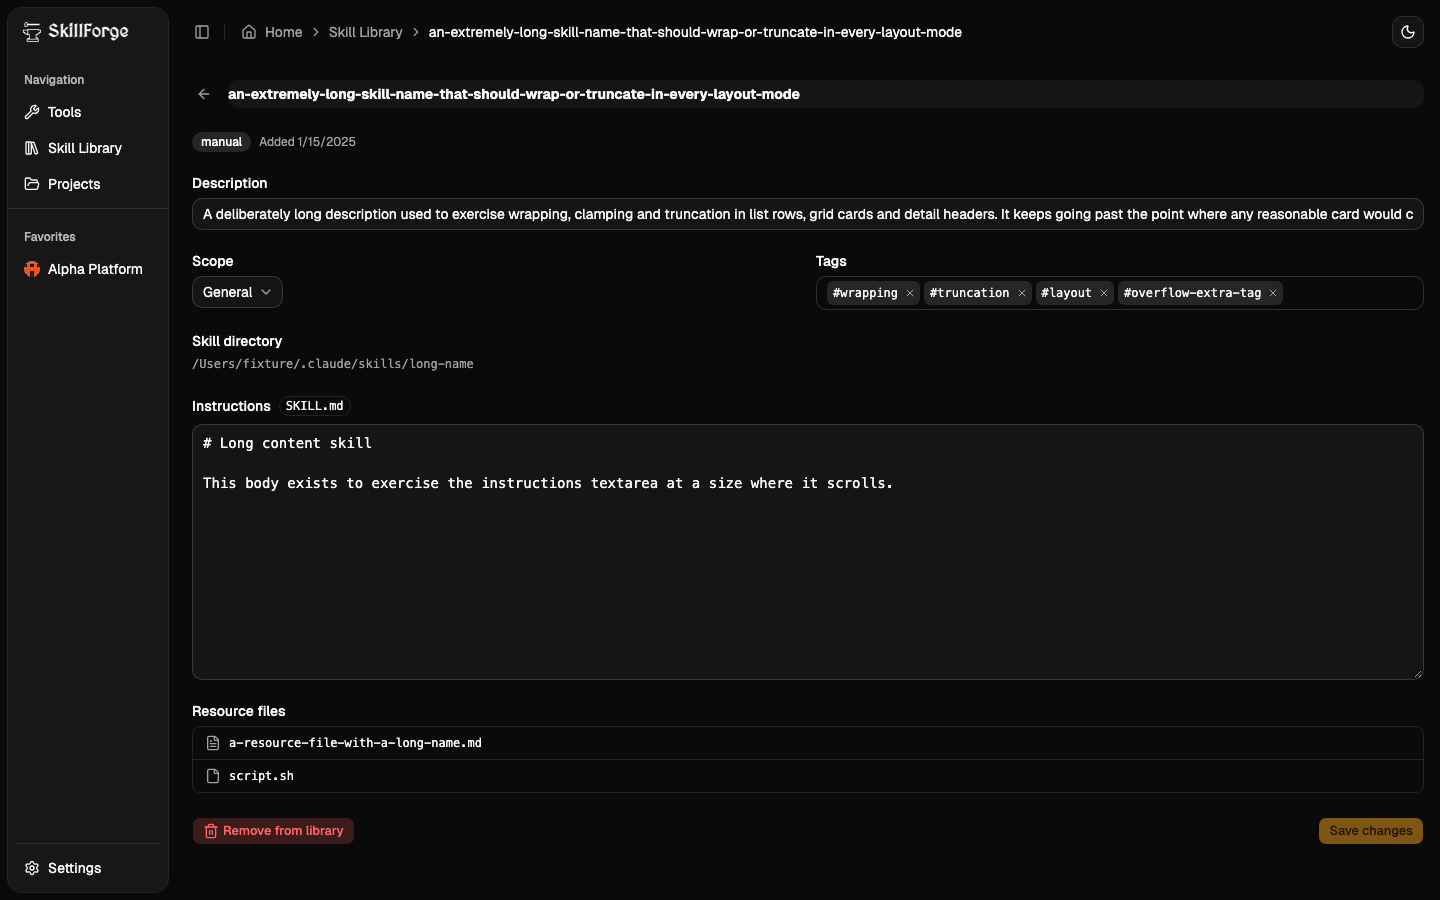 SkillForge
Home > Skill Library > an-extremely-long-skill-name-that-should-wrap-or-truncate-in-every-layout-mode
Navigation
Tools
Skill Library
Projects
Favorites
Alpha Platform
Settings
an-extremely-long-skill-name-that-should-wrap-or-truncate-in-every-layout-mode
manual Added 1/15/2025
Description
A deliberately long description used to exercise wrapping, clamping and truncation in list rows, grid cards and detail headers. It keeps going past the point where any reasonable card would c
Scope
General
Tags
#wrapping × #truncation × #layout × #overflow-extra-tag ×
Skill directory
/Users/fixture/.claude/skills/long-name
Instructions SKILL.md
# Long content skill
This body exists to exercise the instructions textarea at a size where it scrolls.
Resource files
a-resource-file-with-a-long-name.md
script.sh
Remove from library
Save changes